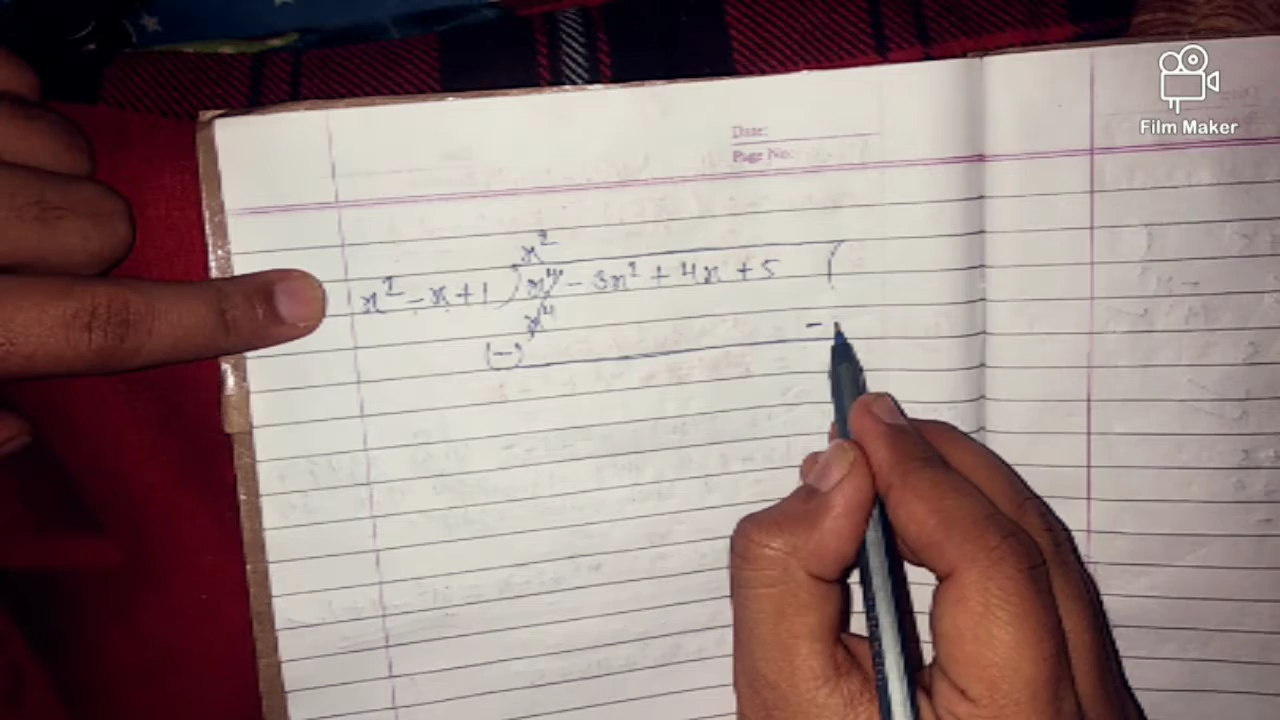 Film Maker
Date:
Page No:
x²
x² - x + 1 ) x⁴ - 3x² + 4x + 5 (
x⁴ -
(-)